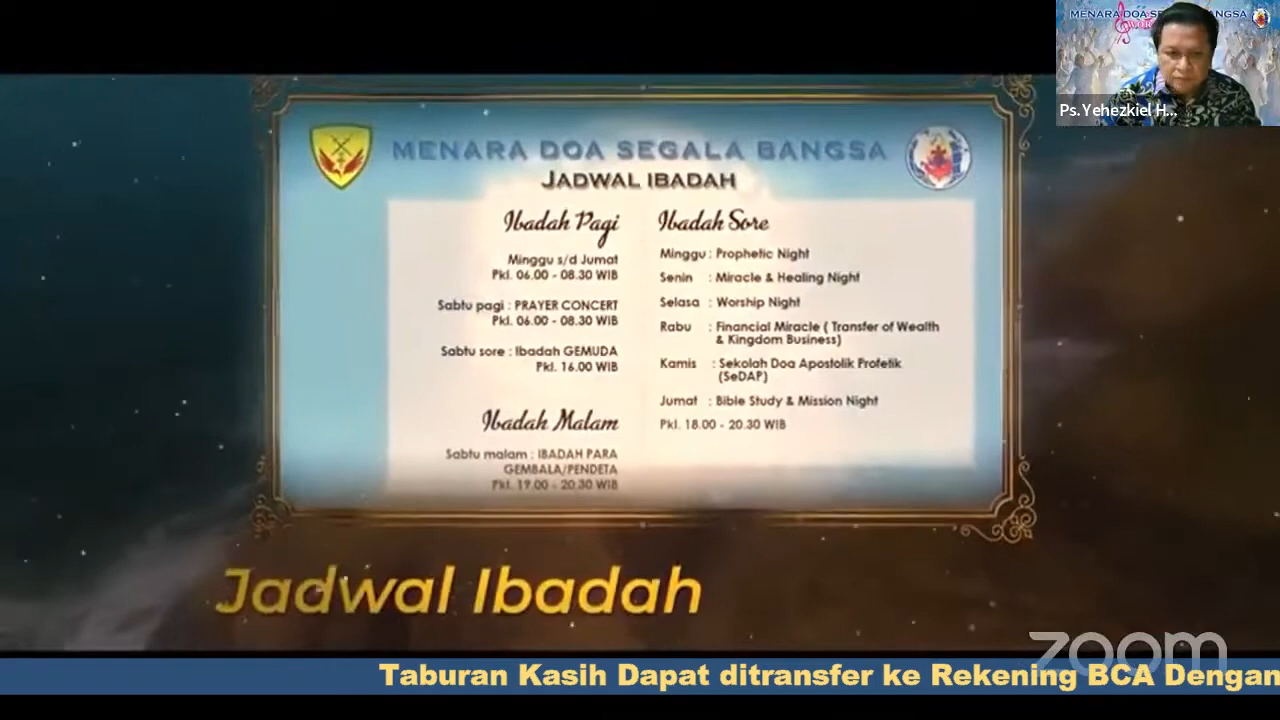 MENARA DOA SEGALA BANGSA
JADWAL IBADAH
Ibadah Pagi
Minggu s/d Jumat
Pkl. 06.00 - 08.30 WIB
Sabtu pagi : PRAYER CONCERT
Pkl. 06.00 - 08.30 WIB
Sabtu sore : Ibadah GEMUDA
Pkl. 16.00 WIB
Ibadah Malam
Sabtu malam : IBADAH PARA
GEMBALA/PENDETA
Pkl. 19.00 - 20.30 WIB
Ibadah Sore
Minggu : Prophetic Night
Senin : Miracle & Healing Night
Selasa : Worship Night
Rabu : Financial Miracle ( Transfer of Wealth
& Kingdom Business)
Kamis : Sekolah Doa Apostolik Profetik
(SeDAP)
Jumat : Bible Study & Mission Night
Pkl. 18.00 - 20.30 WIB
MENARA DOA SE BANGSA
Ps.Yehezkiel H...
Jadwal Ibadah
zoom
Taburan Kasih Dapat ditransfer ke Rekening BCA Dengan